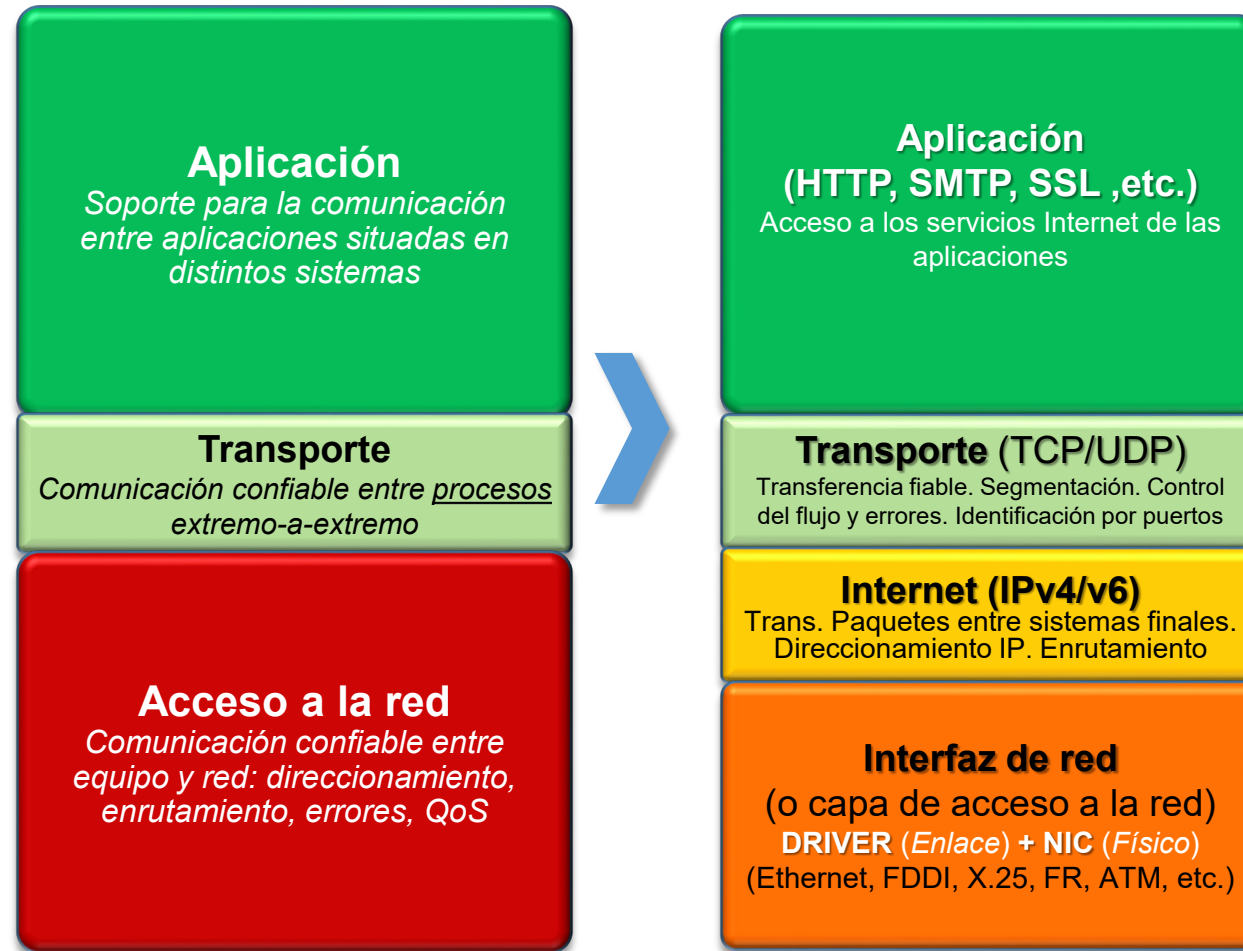 Aplicación
Soporte para la comunicación
entre aplicaciones situadas en
distintos sistemas
Transporte
Comunicación confiable entre procesos
extremo-a-extremo
Acceso a la red
Comunicación confiable entre
equipo y red: direccionamiento,
enrutamiento, errores, QoS
Aplicación
(HTTP, SMTP, SSL ,etc.)
Acceso a los servicios Internet de las
aplicaciones
Transporte (TCP/UDP)
Transferencia fiable. Segmentación. Control
del flujo y errores. Identificación por puertos
Internet (IPv4/v6)
Trans. Paquetes entre sistemas finales.
Direccionamiento IP. Enrutamiento
Interfaz de red
(o capa de acceso a la red)
DRIVER (Enlace) + NIC (Físico)
(Ethernet, FDDI, X.25, FR, ATM, etc.)